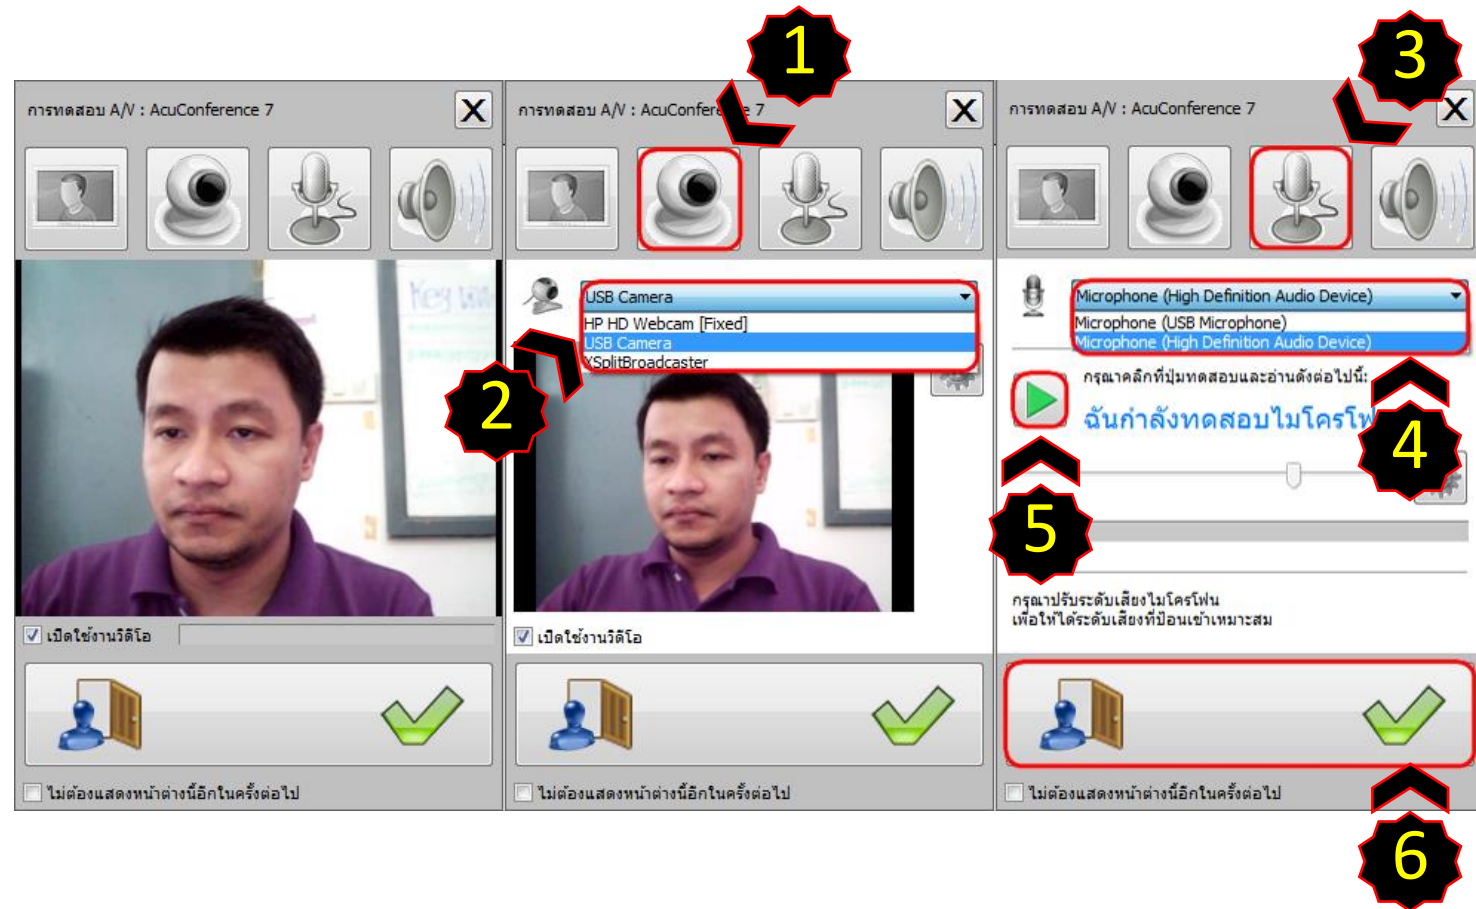 1
3
การทดสอบ A/V : AcuConference 7
เปิดใช้งานวิดีโอ
ไม่ต้องแสดงหน้าต่างนี้อีกในครั้งต่อไป
การทดสอบ A/V : AcuConference 7
USB Camera
HP HD Webcam [Fixed]
USB Camera
XSplitBroadcaster
2
เปิดใช้งานวิดีโอ
ไม่ต้องแสดงหน้าต่างนี้อีกในครั้งต่อไป
การทดสอบ A/V : AcuConference 7
Microphone (High Definition Audio Device)
Microphone (USB Microphone)
Microphone (High Definition Audio Device)
กรุณาคลิกที่ปุ่มทดสอบและอ่านดังต่อไปนี้:
ฉันกำลังทดสอบไมโครโฟ
4
5
กรุณาปรับระดับเสียงไมโครโฟน
เพื่อให้ได้ระดับเสียงที่ป้อนเข้าเหมาะสม
ไม่ต้องแสดงหน้าต่างนี้อีกในครั้งต่อไป
6